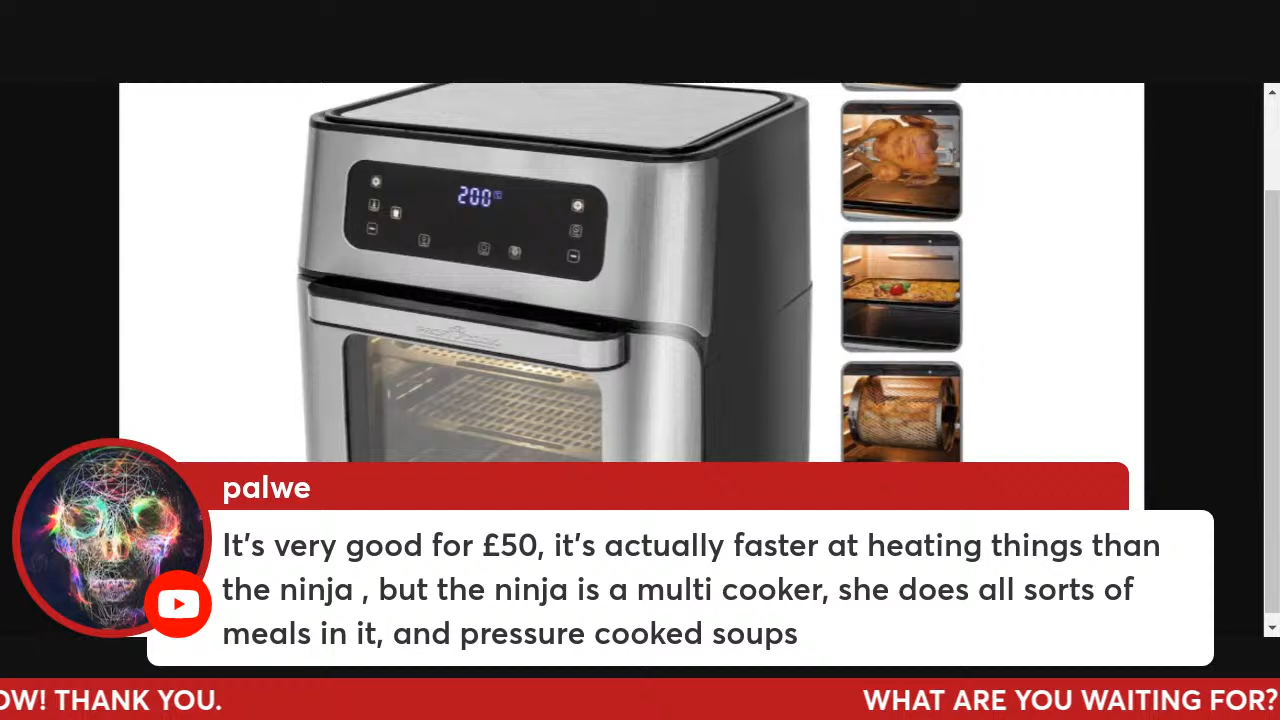 200
palwe
It's very good for £50, it's actually faster at heating things than
the ninja , but the ninja is a multi cooker, she does all sorts of
meals in it, and pressure cooked soups
OW! THANK YOU.
WHAT ARE YOU WAITING FOR?